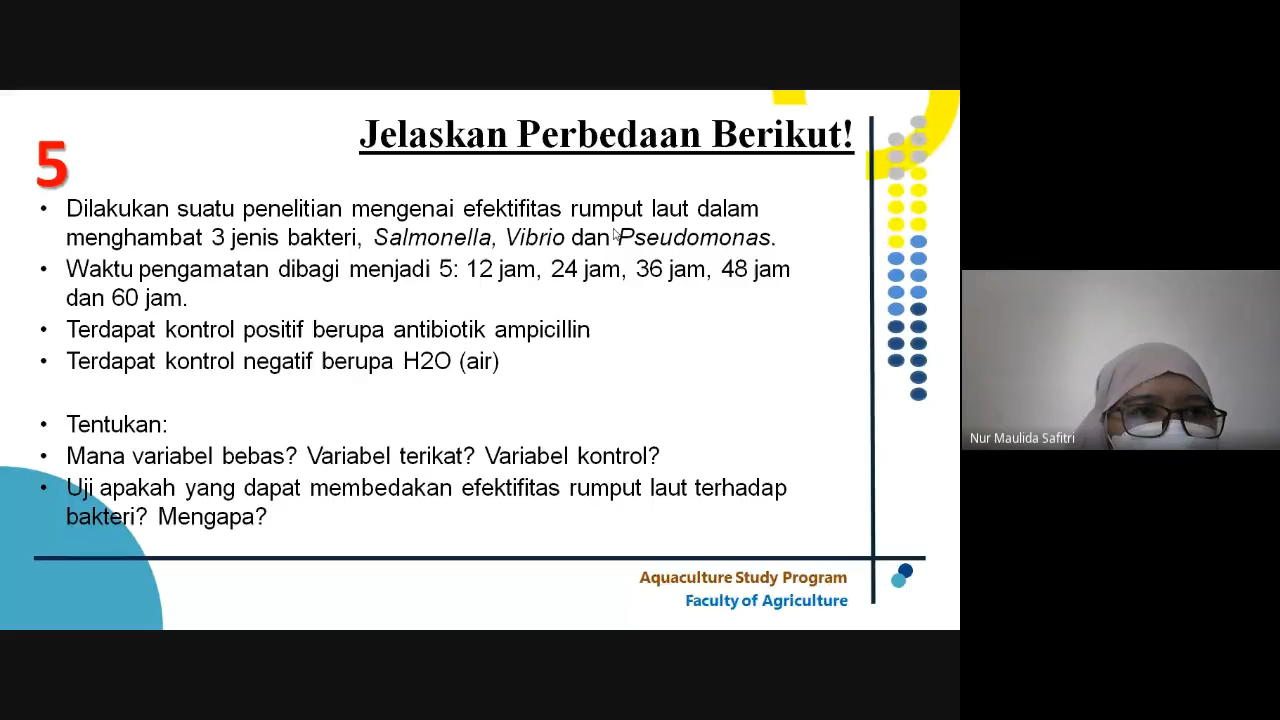 Jelaskan Perbedaan Berikut!
5
• Dilakukan suatu penelitian mengenai efektifitas rumput laut dalam
menghambat 3 jenis bakteri, Salmonella, Vibrio dan Pseudomonas.
• Waktu pengamatan dibagi menjadi 5: 12 jam, 24 jam, 36 jam, 48 jam
dan 60 jam.
• Terdapat kontrol positif berupa antibiotik ampicillin
• Terdapat kontrol negatif berupa H2O (air)
• Tentukan:
• Mana variabel bebas? Variabel terikat? Variabel kontrol?
• Uji apakah yang dapat membedakan efektifitas rumput laut terhadap
bakteri? Mengapa?
Aquaculture Study Program
Faculty of Agriculture
Nur Maulida Safitri